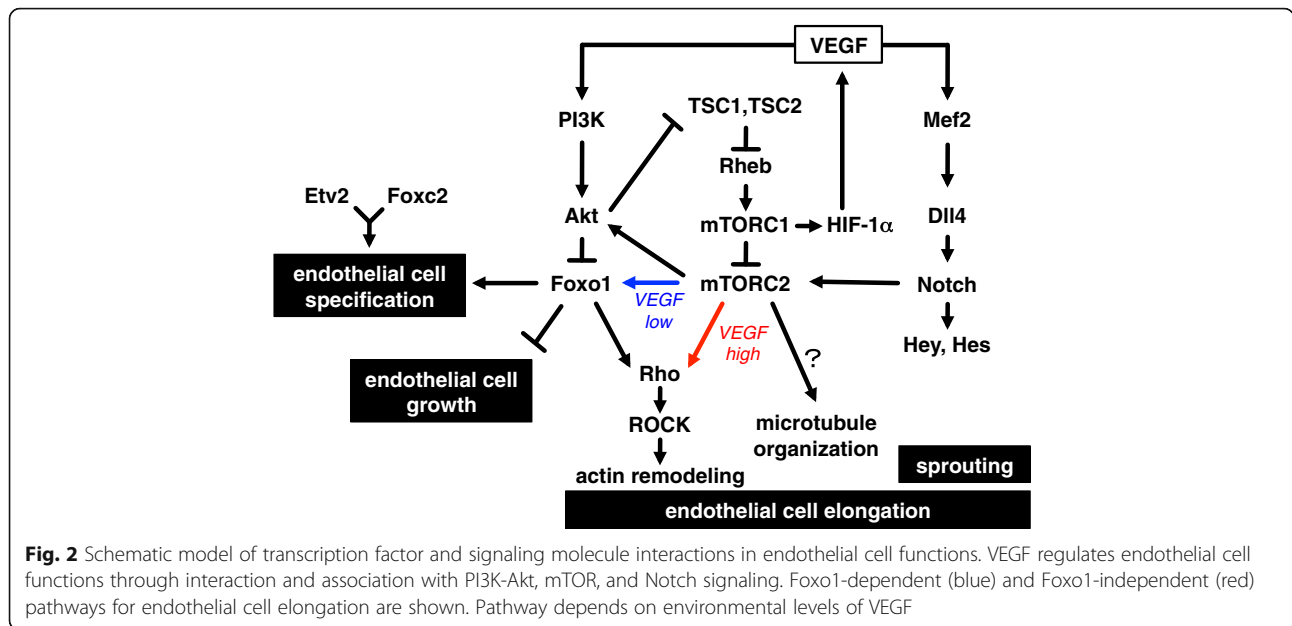 VEGF
TSC1,TSC2
PI3K
Mef2
Rheb
Etv2
Foxc2
Akt
mTORC1
HIF-1α
Dll4
endothelial cell
specification
Foxo1
VEGF
low
mTORC2
Notch
VEGF
high
?
Hey, Hes
endothelial cell
growth
Rho
ROCK
microtubule
organization
actin remodeling
sprouting
endothelial cell elongation
Fig. 2 Schematic model of transcription factor and signaling molecule interactions in endothelial cell functions. VEGF regulates endothelial cell
functions through interaction and association with PI3K-Akt, mTOR, and Notch signaling. Foxo1-dependent (blue) and Foxo1-independent (red)
pathways for endothelial cell elongation are shown. Pathway depends on environmental levels of VEGF